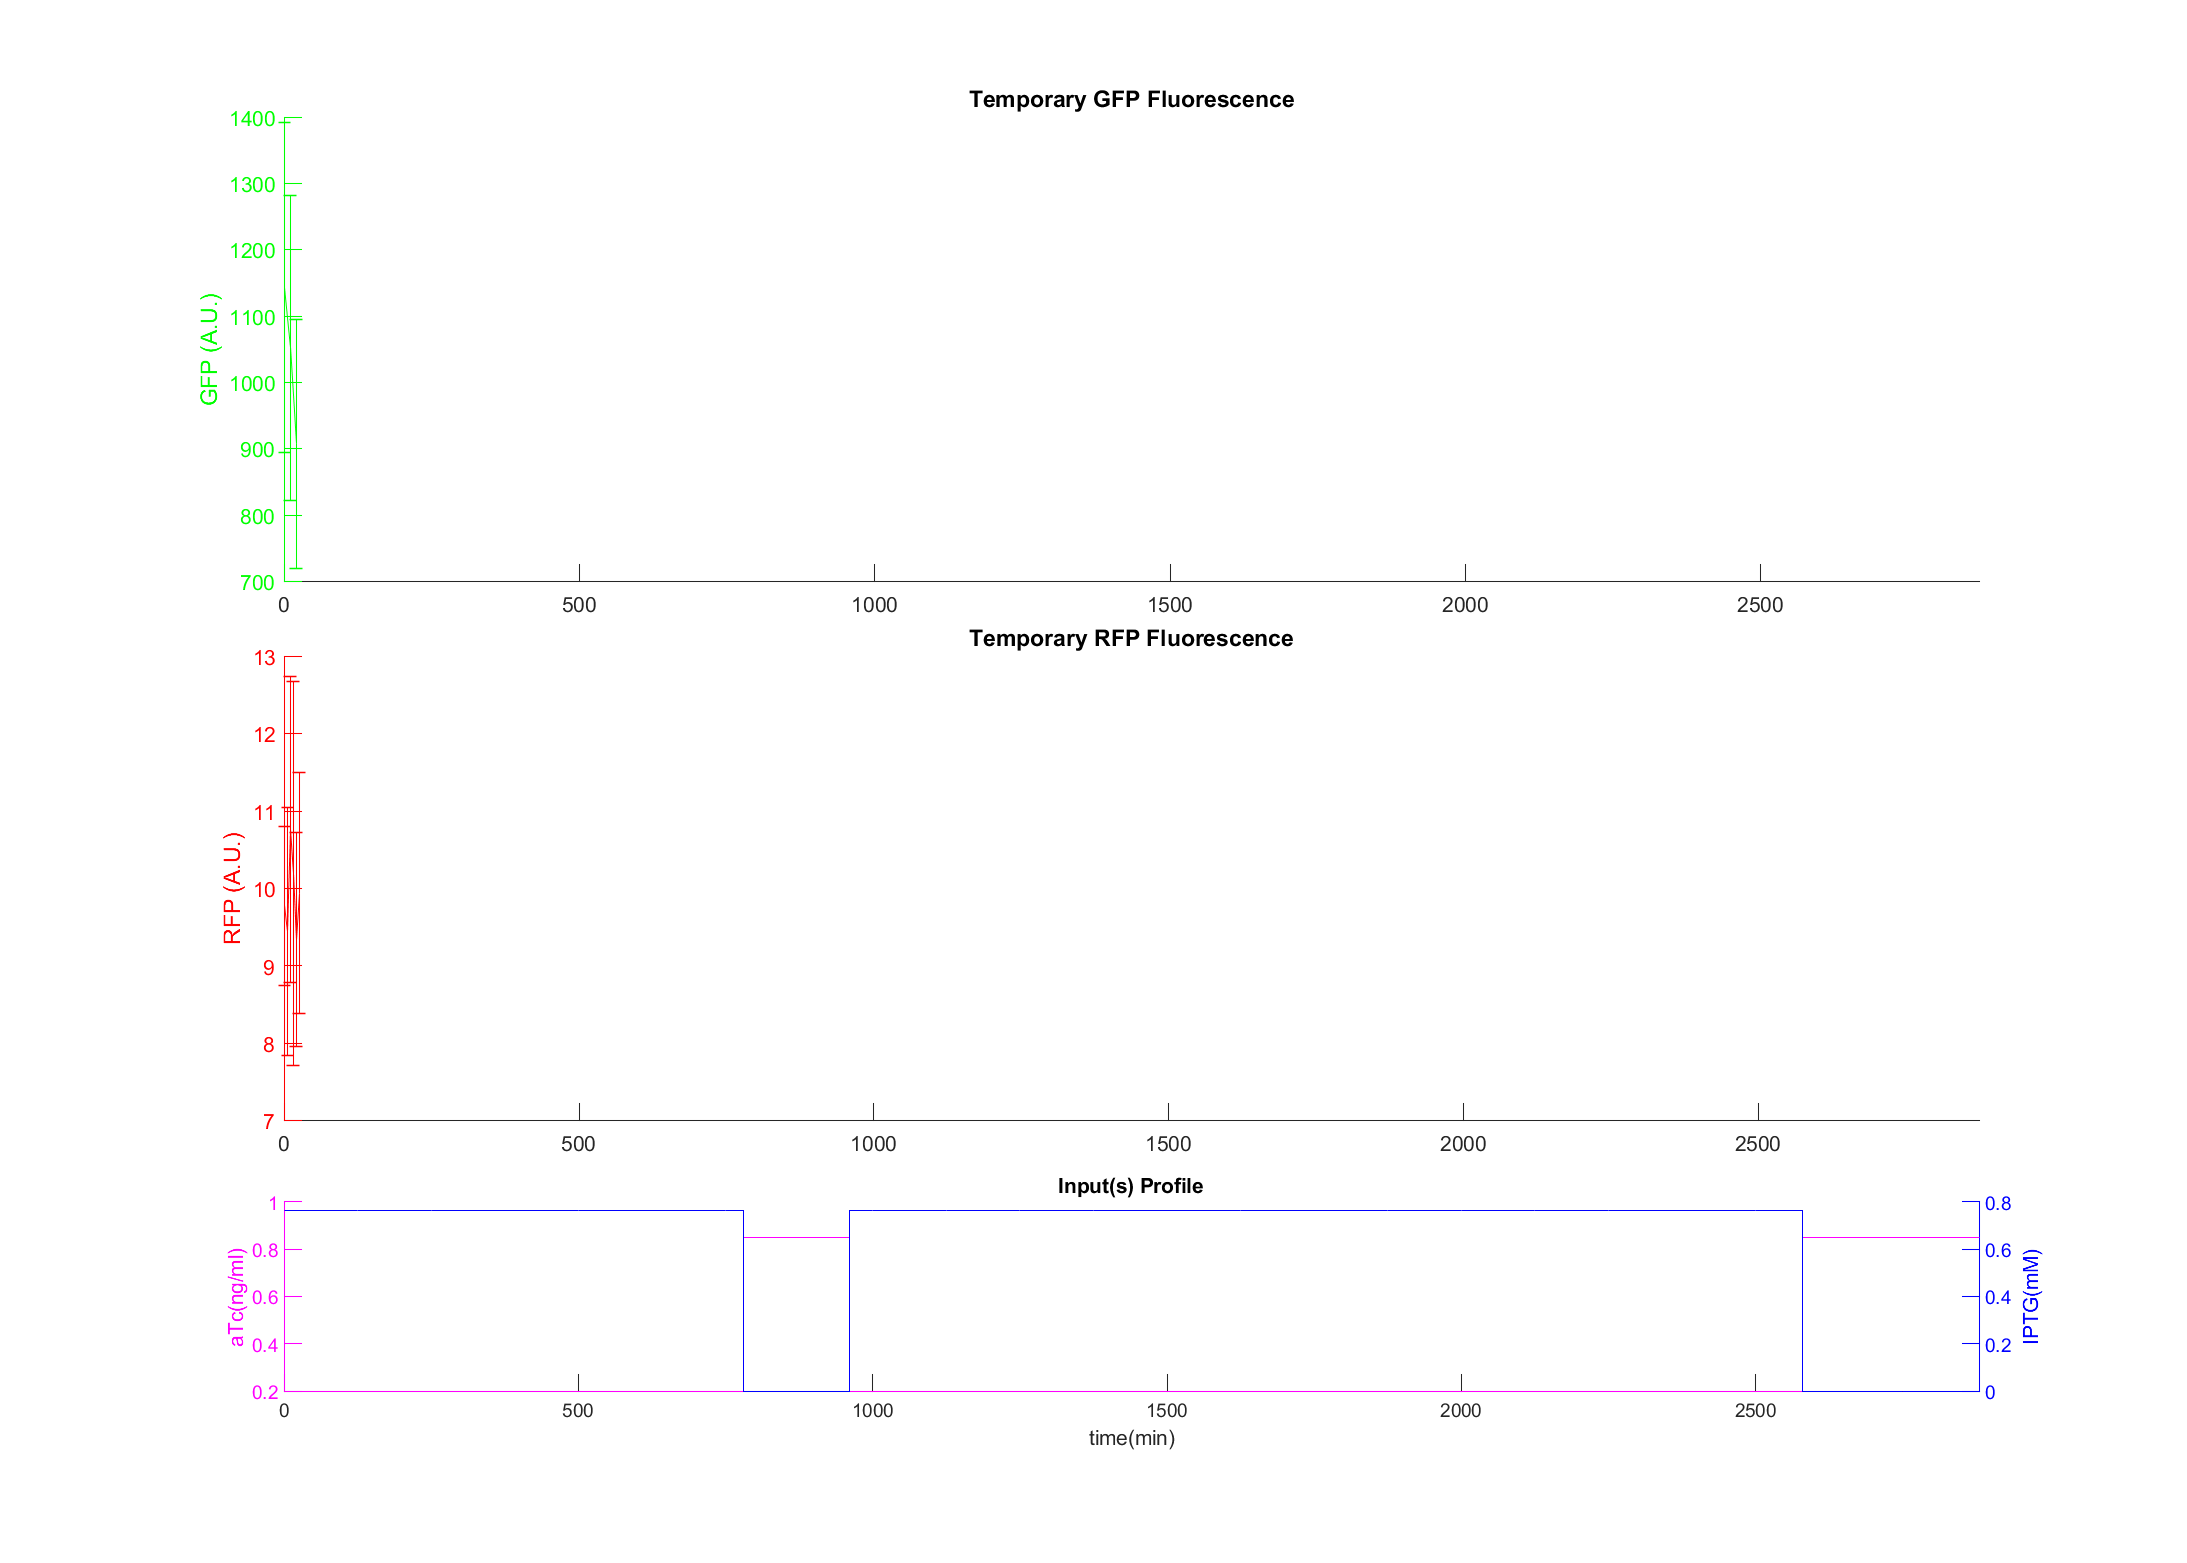 Temporary GFP Fluorescence
1400
1300
1200
1100
1000
900
800
700
GFP (A.U.)
0 500 1000 1500 2000 2500
Temporary RFP Fluorescence
13
12
11
10
9
8
7
RFP (A.U.)
0 500 1000 1500 2000 2500
Input(s) Profile
1
0.8
0.6
0.4
0.2
aTc(ng/ml)
0.8
0.6
0.4
0.2
0
IPTG(mM)
0 500 1000 1500 2000 2500
time(min)